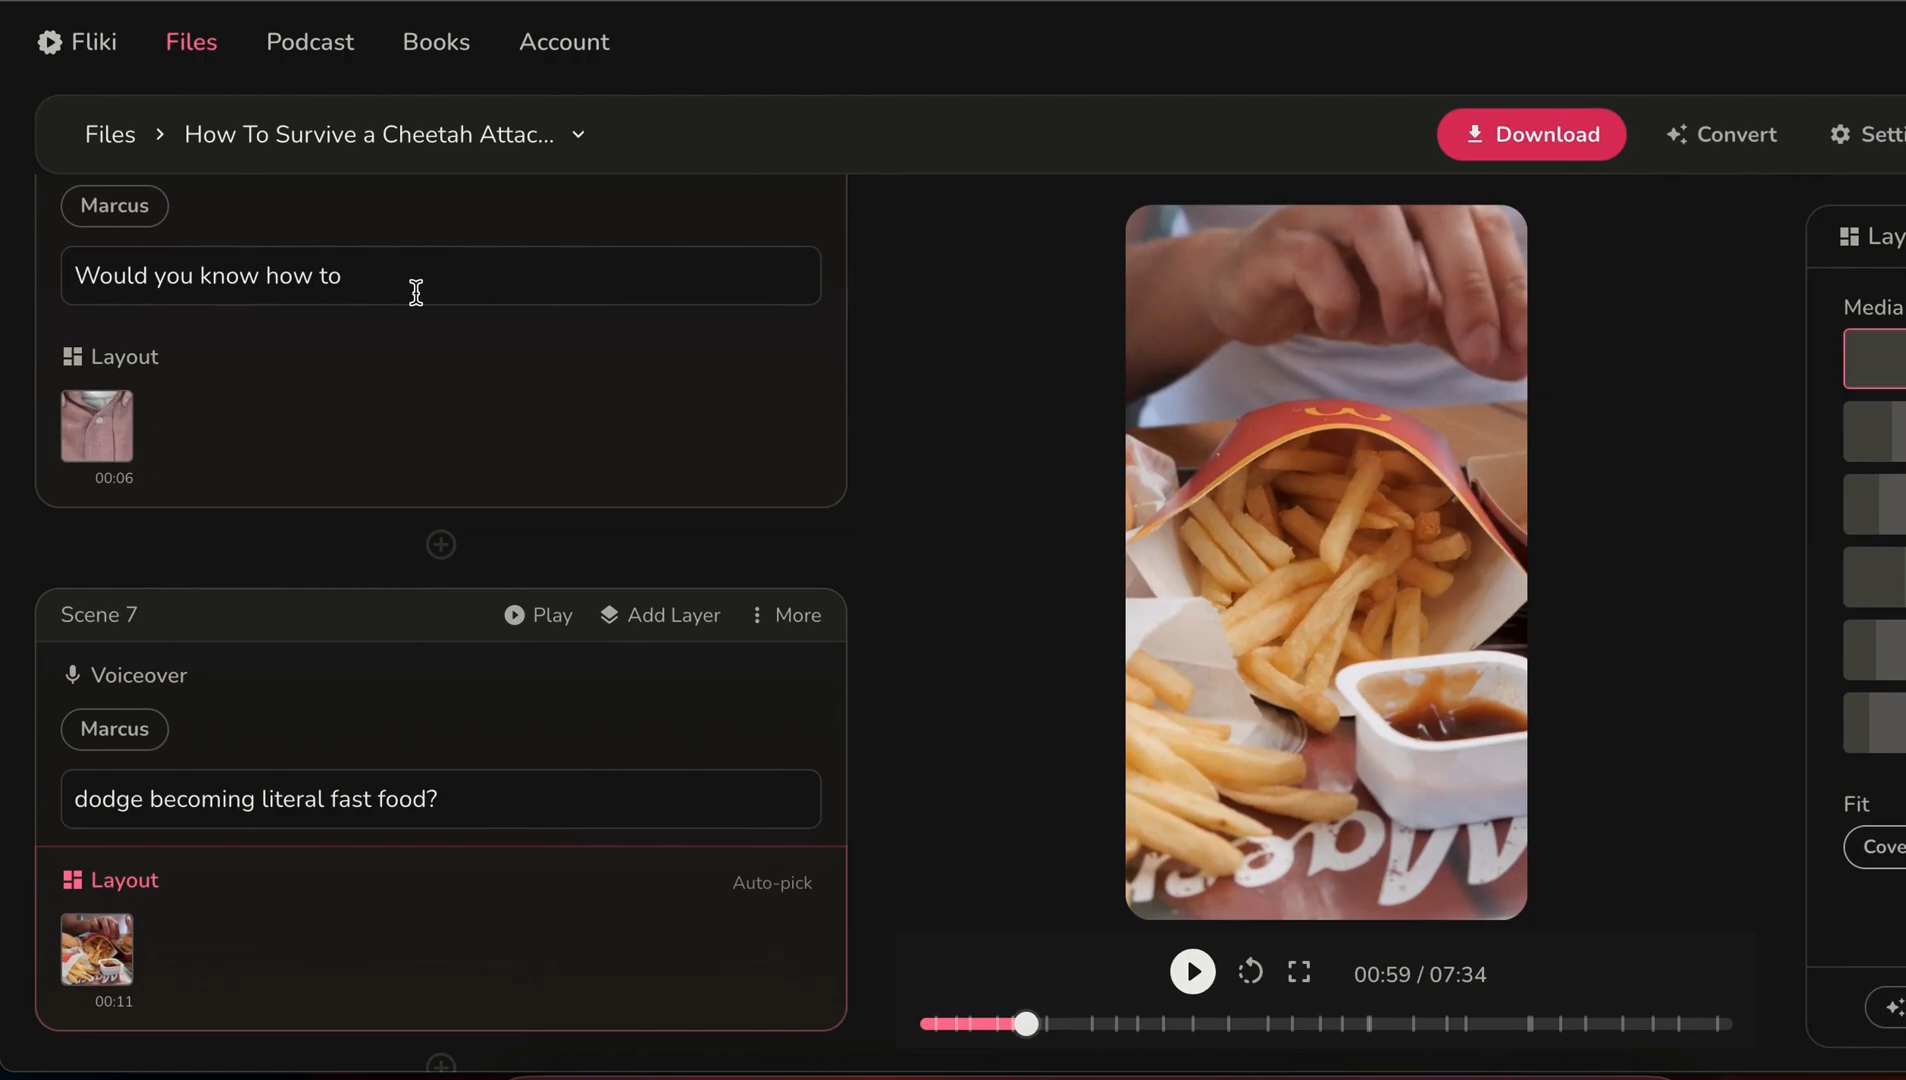 Fliki Files Podcast Books Account
Files > How To Survive a Cheetah Attac... Download Convert Setti
Marcus
Would you know how to
Layout
00:06
Scene 7 Play Add Layer More
Voiceover
Marcus
dodge becoming literal fast food?
Layout Auto-pick
00:11
00:59 / 07:34
Lay
Media
Fit
Cove